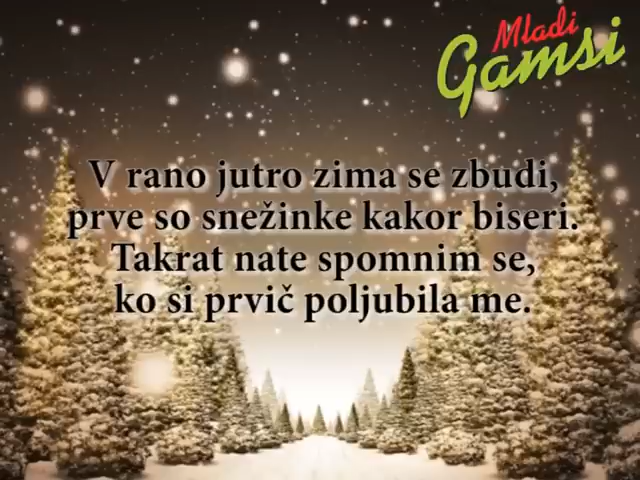 Mladi
Gamsi
V rano jutro zima se zbudi,
prve so snežinke kakor biseri.
Takrat nate spomnim se,
ko si prvič poljubila me.